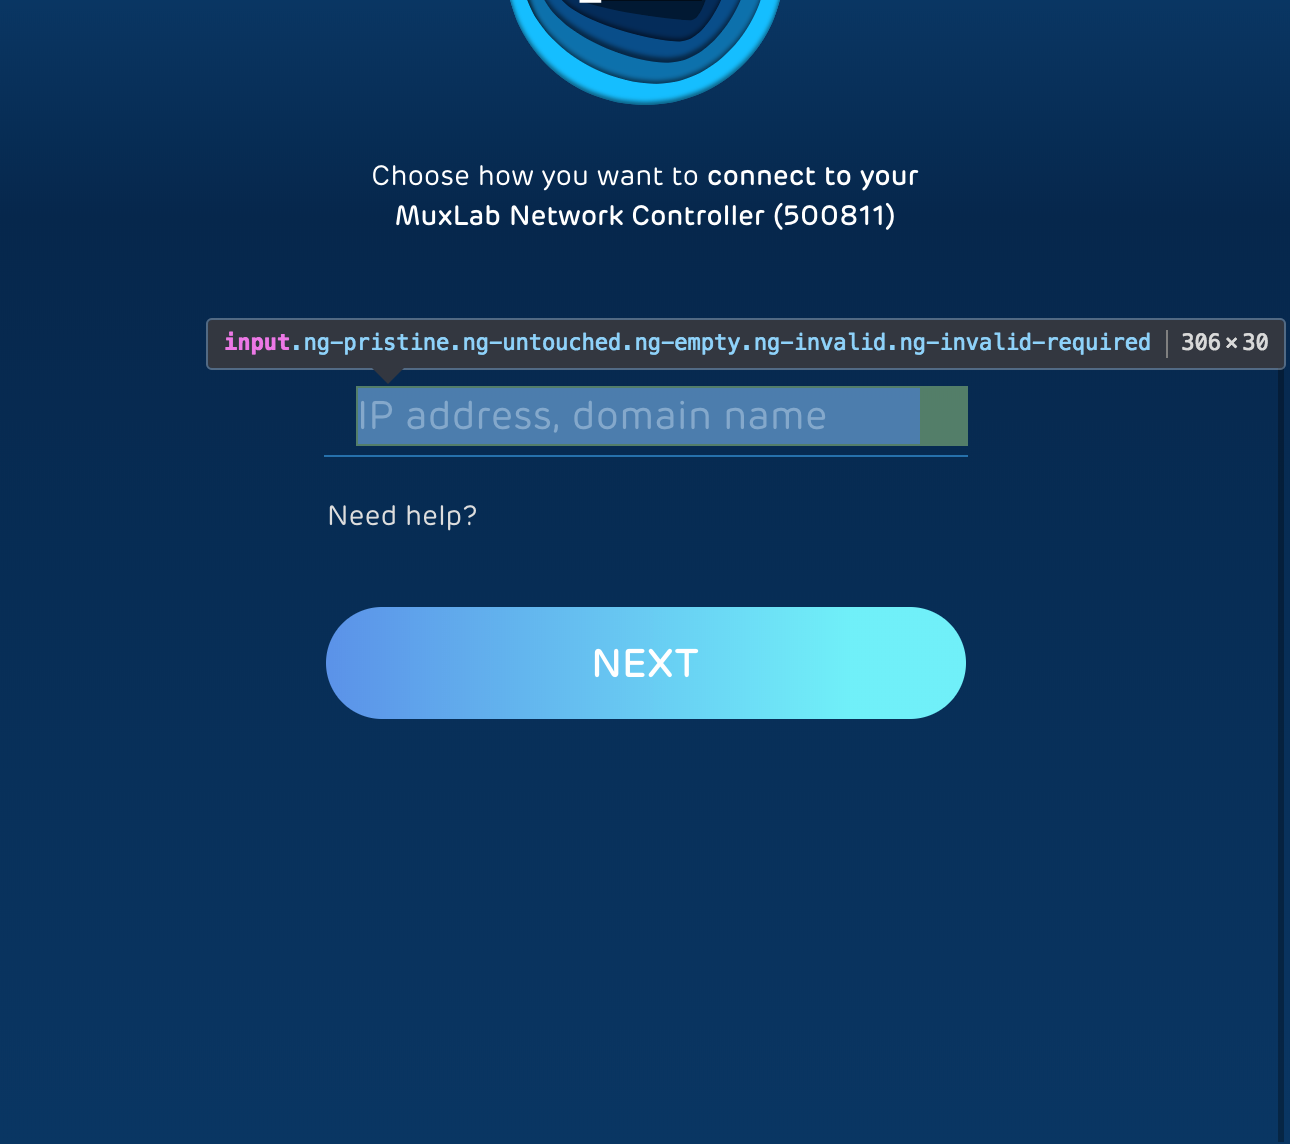 Choose how you want to connect to your
MuxLab Network Controller (500811)
input.ng-pristine.ng-untouched.ng-empty.ng-invalid.ng-invalid-required | 306×30
IP address, domain name
Need help?
NEXT